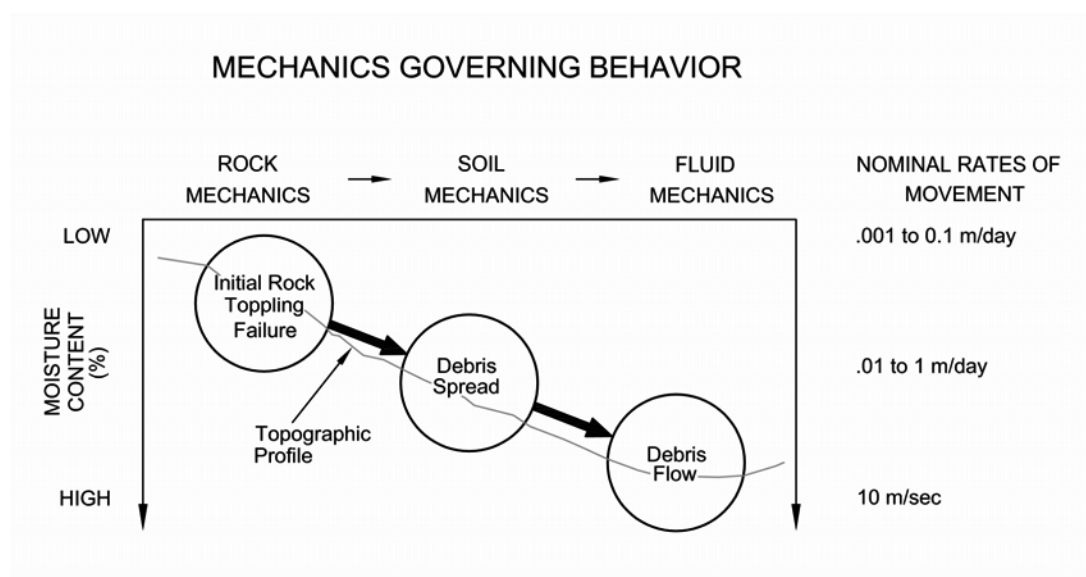 MECHANICS GOVERNING BEHAVIOR
ROCK
MECHANICS
SOIL
MECHANICS
FLUID
MECHANICS
NOMINAL RATES OF
MOVEMENT
LOW
.001 to 0.1 m/day
Initial Rock
Toppling
Failure
MOISTURE
CONTENT
(%)
Debris
Spread
.01 to 1 m/day
Topographic
Profile
Debris
Flow
HIGH
10 m/sec